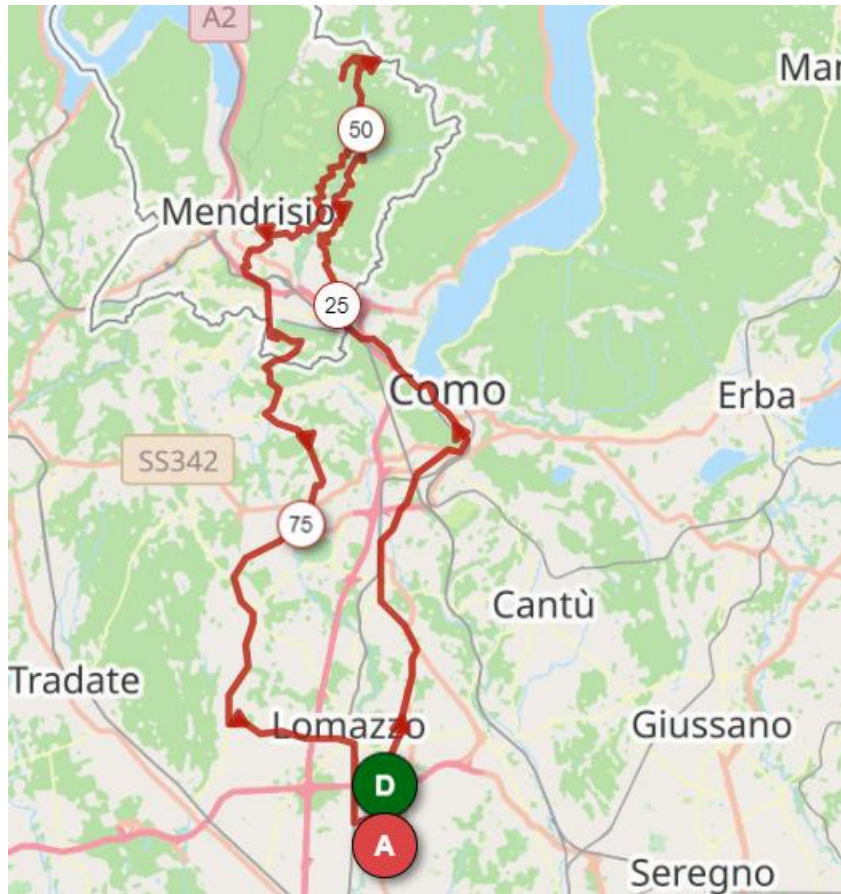 A2
Mar
50
Mendrisio
25
Como
Erba
SS342
75
Cantù
Tradate
Lomazzo
Giussano
D
A
Seregno